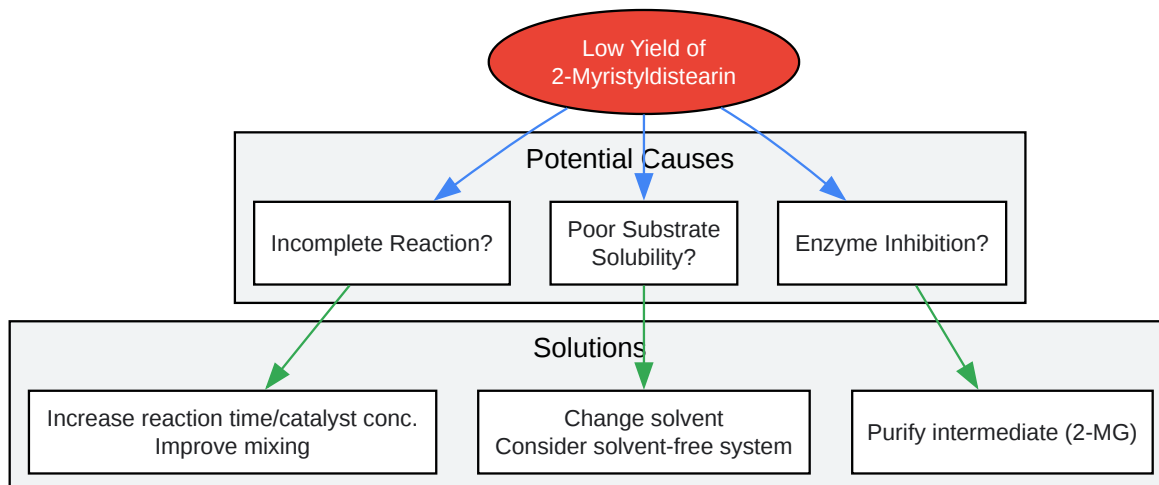 Low Yield of
2-Myristyldistearin
Potential Causes
Incomplete Reaction?
Poor Substrate
Solubility?
Enzyme Inhibition?
Solutions
Increase reaction time/catalyst conc.
Improve mixing
Change solvent
Consider solvent-free system
Purify intermediate (2-MG)